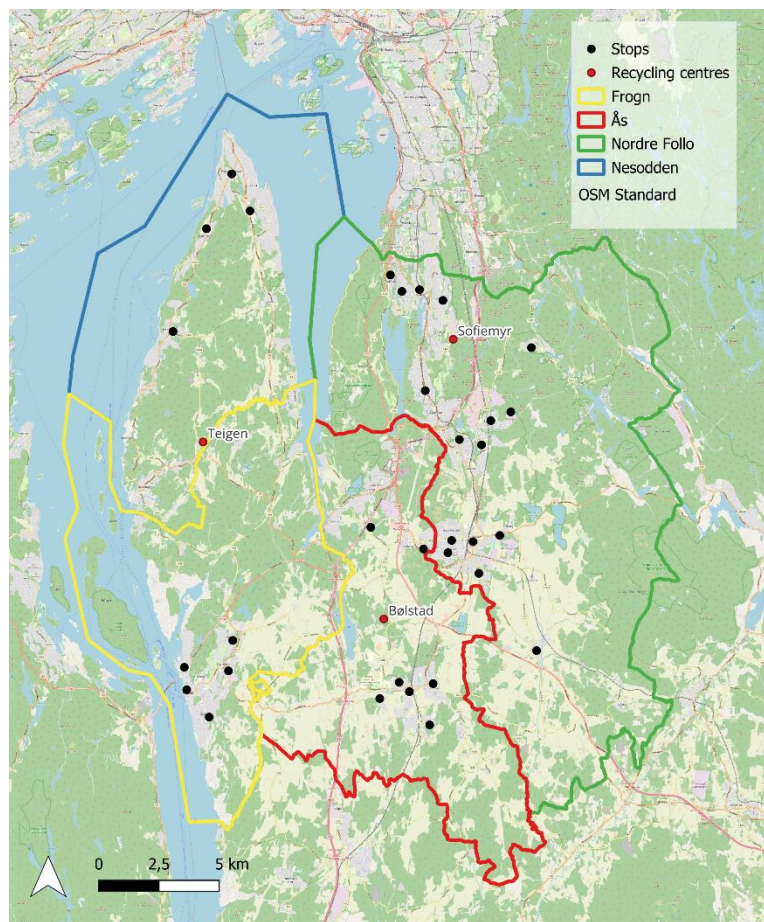 Stops
Recycling centres
Frogn
Ås
Nordre Follo
Nesodden
OSM Standard
Sofiemyr
Teigen
Bølstad
0 2,5 5 km